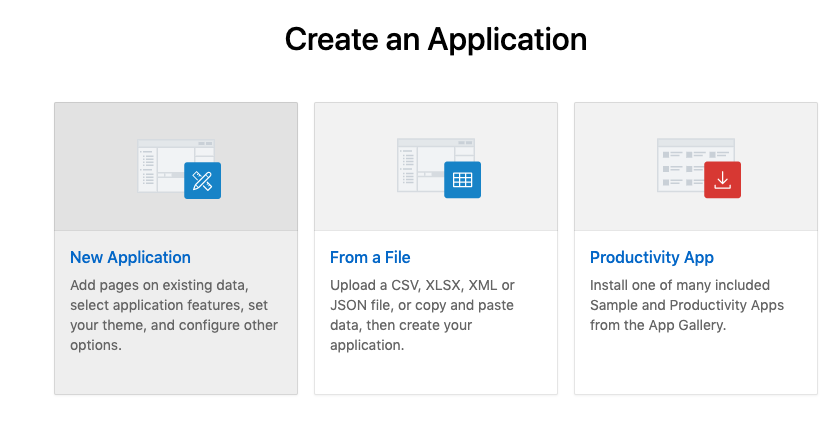 Create an Application
New Application
Add pages on existing data,
select application features, set
your theme, and configure other
options.
From a File
Upload a CSV, XLSX, XML or
JSON file, or copy and paste
data, then create your
application.
Productivity App
Install one of many included
Sample and Productivity Apps
from the App Gallery.